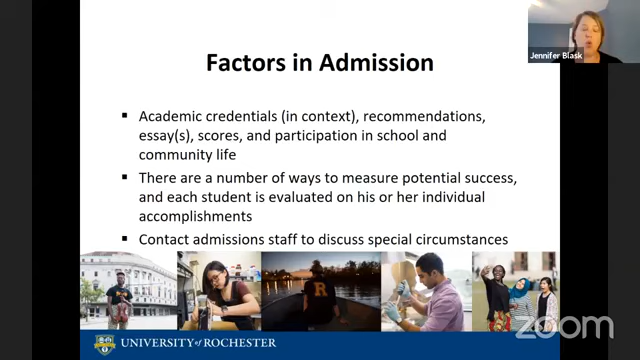 Jennifer Blask
Factors in Admission
▪ Academic credentials (in context), recommendations,
essay(s), scores, and participation in school and
community life
▪ There are a number of ways to measure potential success,
and each student is evaluated on his or her individual
accomplishments
▪ Contact admissions staff to discuss special circumstances
R
zoom
UNIVERSITY of ROCHESTER